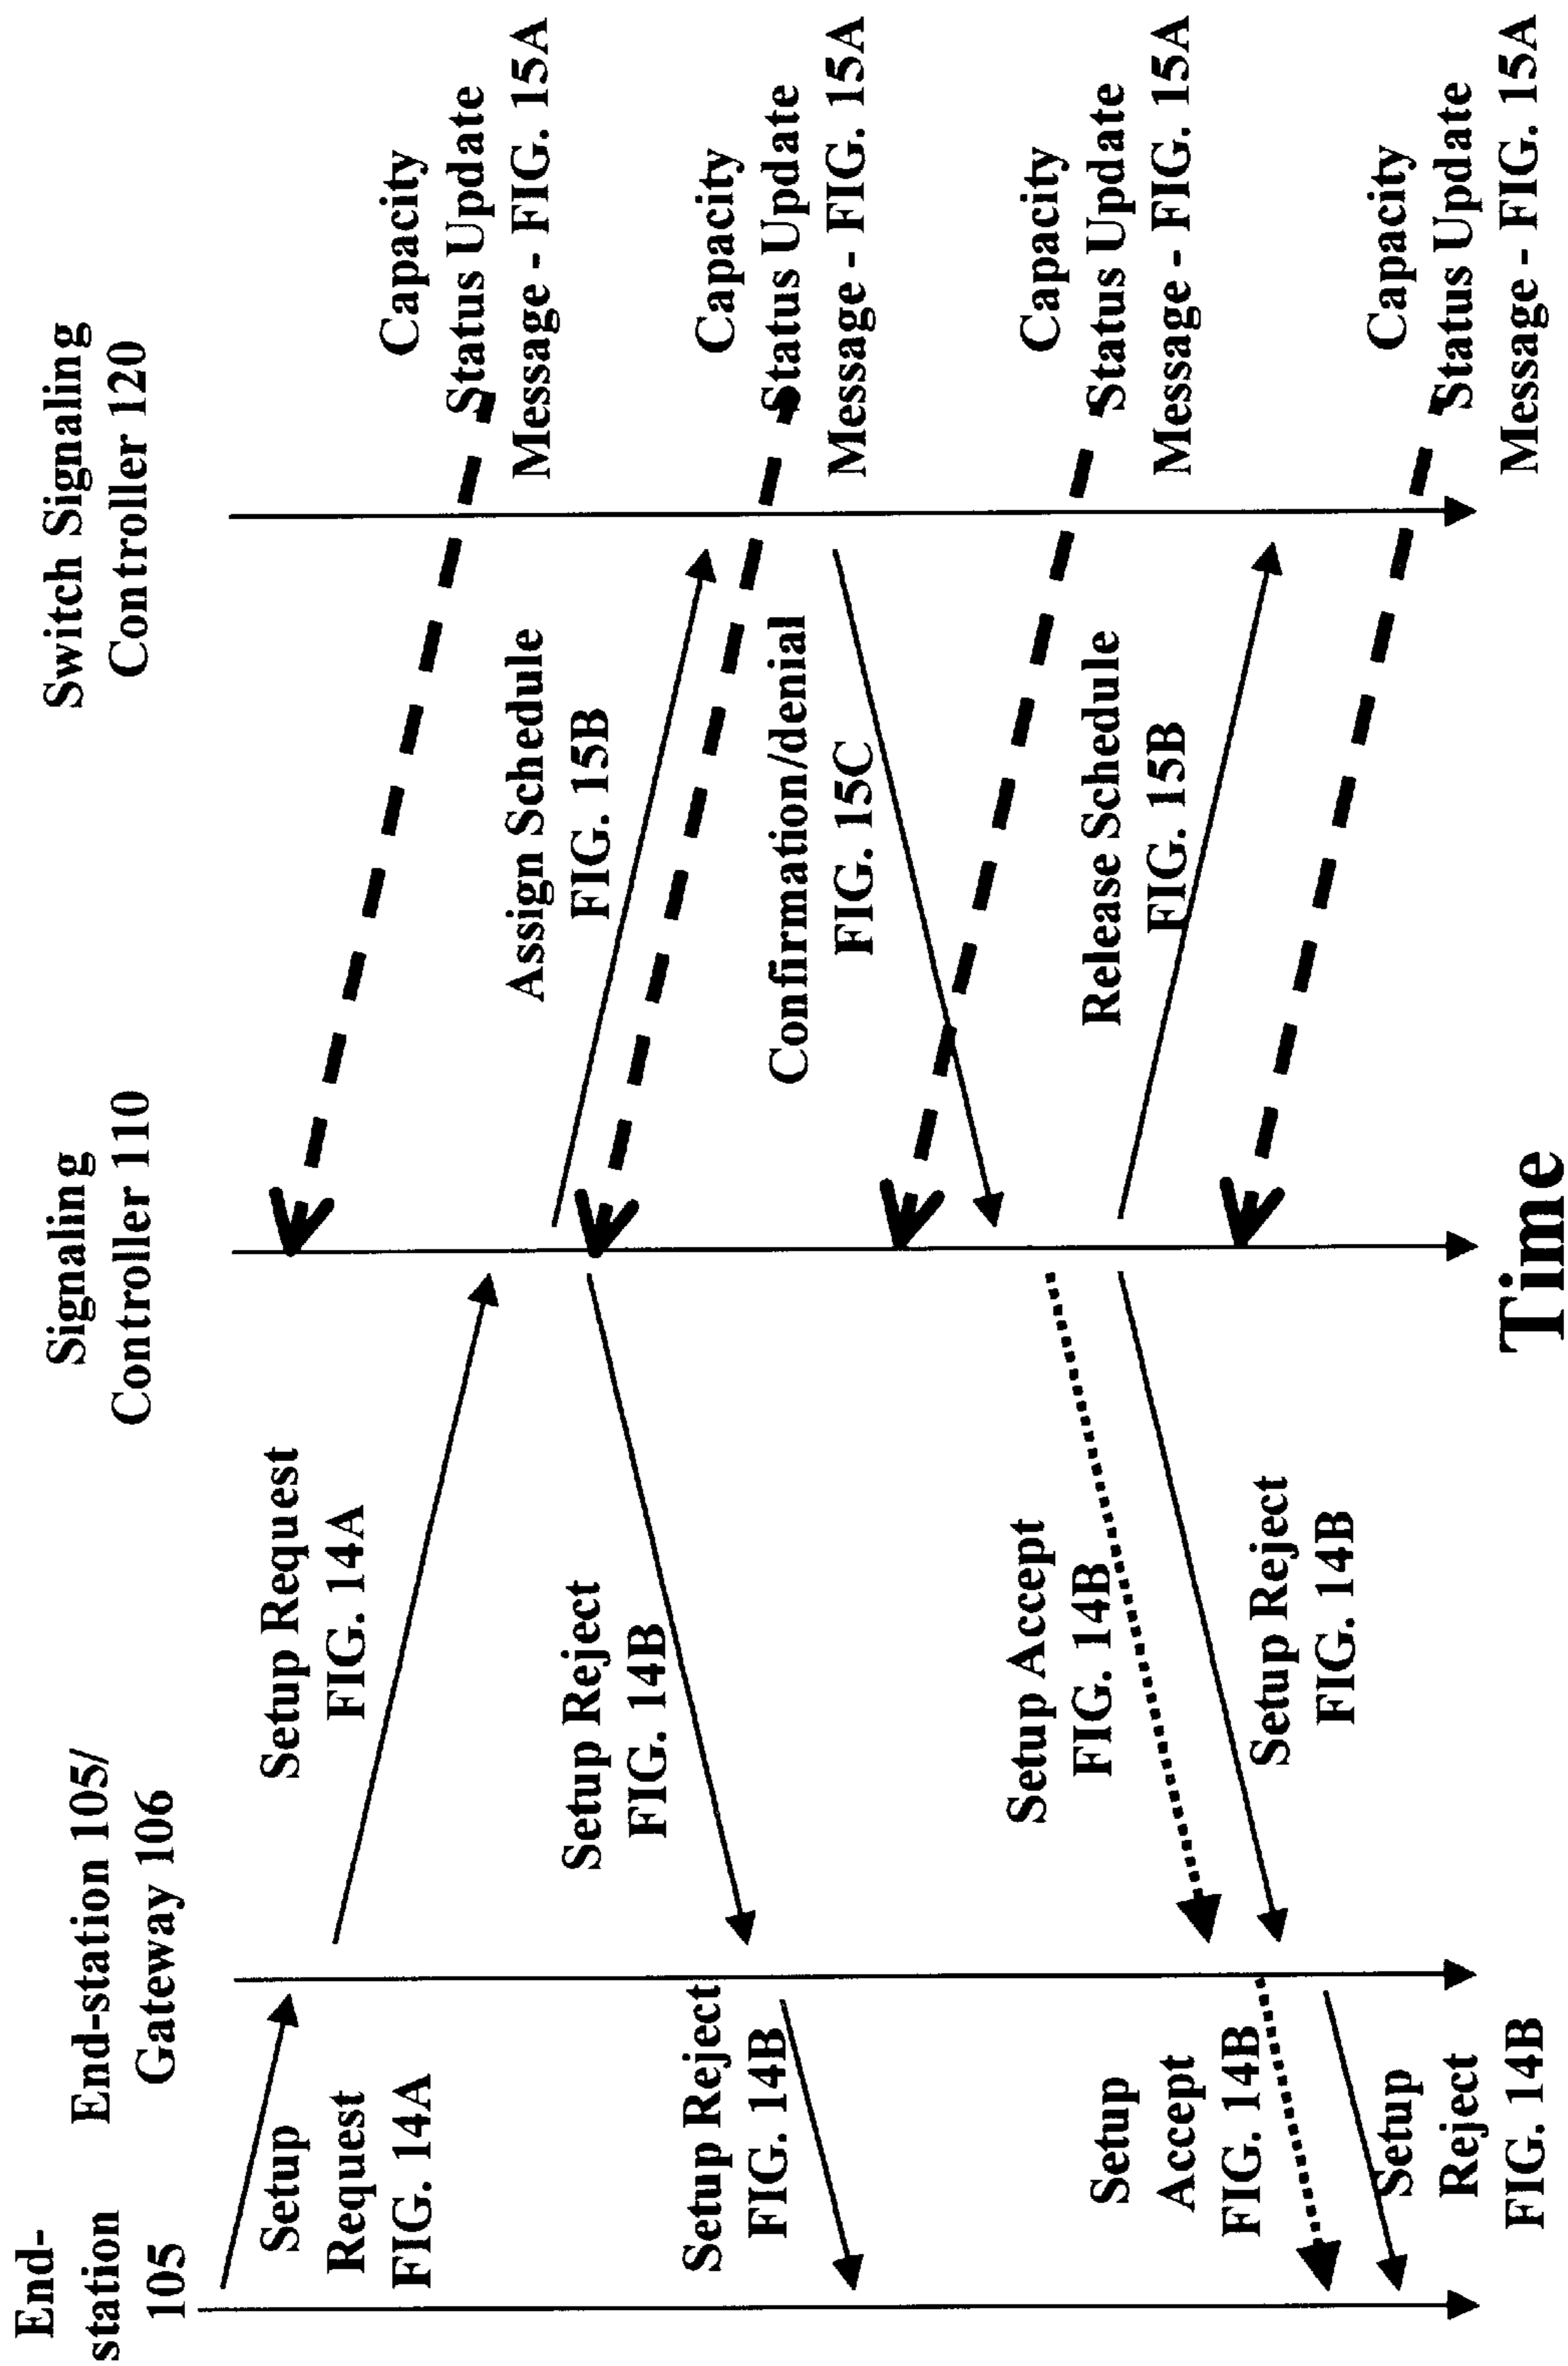 End-
station
105
End-station 105/
Gateway 106
Signaling
Controller 110
Switch Signaling
Controller 120
Setup
Request
FIG. 14A
Setup Request
FIG. 14A
Capacity
Status Update
Message - FIG. 15A
Assign Schedule
FIG. 15B
Setup Reject
FIG. 14B
Setup Reject
FIG. 14B
Capacity
Status Update
Message - FIG. 15A
Confirmation/denial
FIG. 15C
Capacity
Status Update
Message - FIG. 15A
Setup Accept
FIG. 14B
Setup
Accept
FIG. 14B
Release Schedule
FIG. 15B
Setup Reject
FIG. 14B
Setup
Reject
FIG. 14B
Capacity
Status Update
Message - FIG. 15A
Time